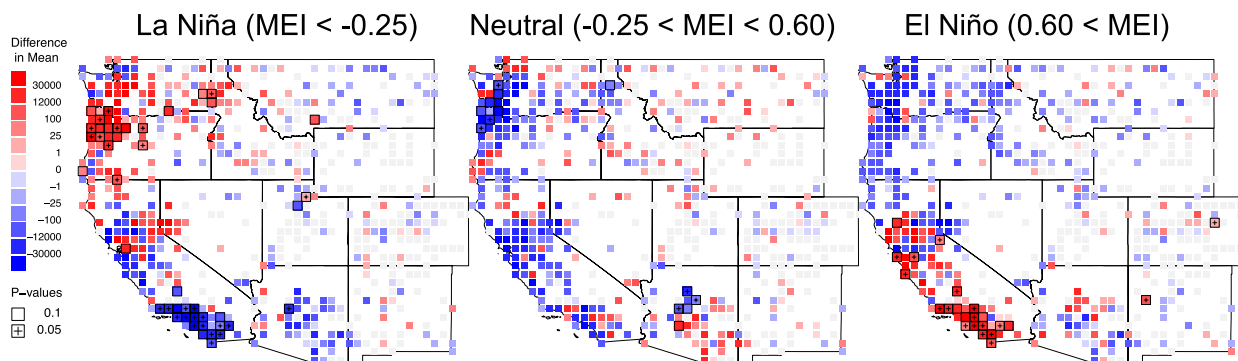 La Niña (MEI < -0.25)
Neutral (-0.25 < MEI < 0.60)
El Niño (0.60 < MEI)
Difference
in Mean
30000
12000
100
25
1
0
−1
−25
−100
−12000
−30000
P−values
0.1
0.05